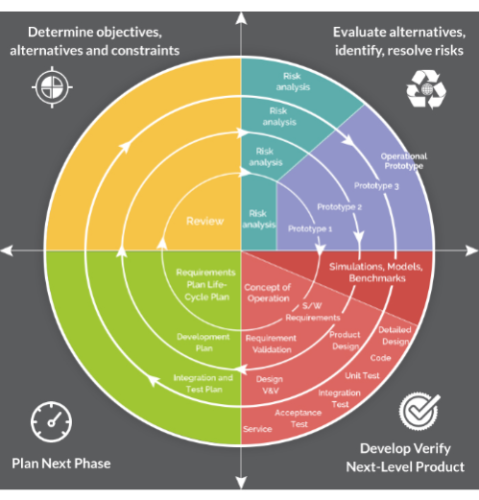 Determine objectives,
alternatives and constraints
Evaluate alternatives,
identify, resolve risks
Risk
analysis
Risk
analysis
Risk
analysis
Risk
analysis
Operational
Prototype
Prototype 3
Prototype 2
Prototype 1
Review
Simulations, Models,
Benchmarks
Requirements
Plan Life-
Cycle Plan
Concept of
Operation
S/W
Requirements
Development
Plan
Requirement
Validation
Product
Design
Detailed
Design
Code
Integration and
Test Plan
Design
V&V
Unit Test
Integration
Test
Acceptance
Test
Service
Plan Next Phase
Develop Verify
Next-Level Product